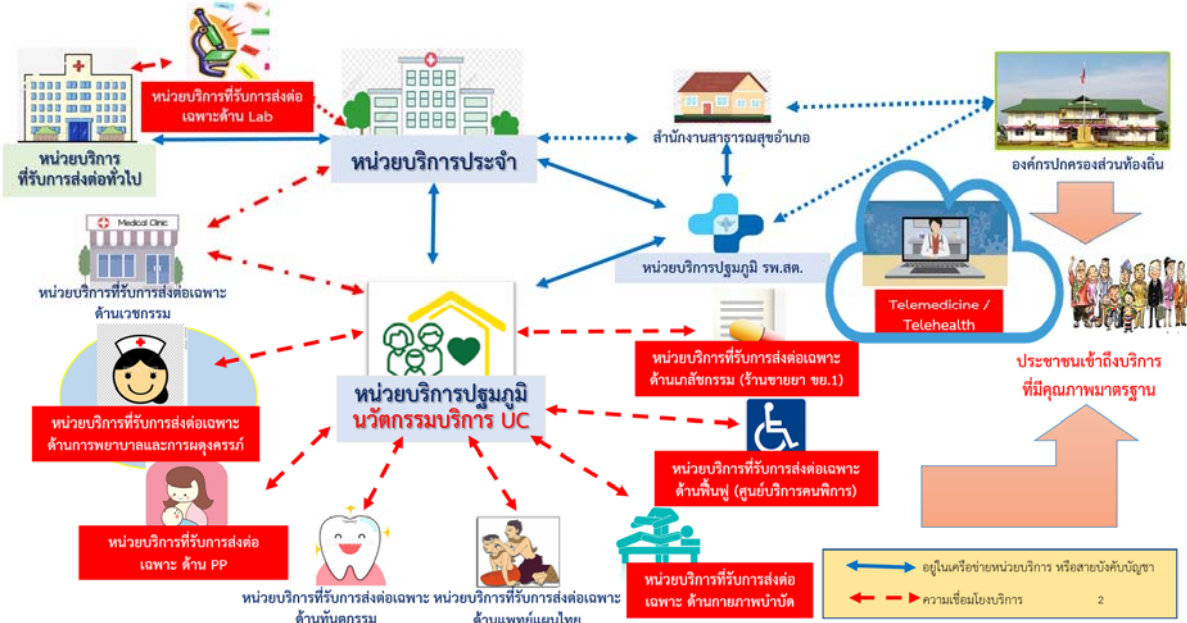 หน่วยบริการที่รับการส่งต่อ
เฉพาะด้าน Lab
หน่วยบริการ
ที่รับการส่งต่อทั่วไป
หน่วยบริการประจำ
สำนักงานสาธารณสุขอำเภอ
องค์กรปกครองส่วนท้องถิ่น
Medical Clinic
หน่วยบริการที่รับการส่งต่อเฉพาะ
ด้านเวชกรรม
หน่วยบริการปฐมภูมิ รพ.สต.
Telemedicine /
Telehealth
หน่วยบริการที่รับการส่งต่อเฉพาะ
ด้านเภสัชกรรม (ร้านขายยา ขย.1)
ประชาชนเข้าถึงบริการ
ที่มีคุณภาพมาตรฐาน
หน่วยบริการปฐมภูมิ
นวัตกรรมบริการ UC
หน่วยบริการที่รับการส่งต่อเฉพาะ
ด้านการพยาบาลและการผดุงครรภ์
หน่วยบริการที่รับการส่งต่อเฉพาะ
ด้านฟื้นฟู (ศูนย์บริการคนพิการ)
หน่วยบริการที่รับการส่งต่อ
เฉพาะ ด้าน PP
หน่วยบริการที่รับการส่งต่อเฉพาะ
ด้านทันตกรรม
หน่วยบริการที่รับการส่งต่อเฉพาะ
ด้านแพทย์แผนไทย
หน่วยบริการที่รับการส่งต่อ
เฉพาะ ด้านกายภาพบำบัด
อยู่ในเครือข่ายหน่วยบริการ หรือสายบังคับบัญชา
ความเชื่อมโยงบริการ
2